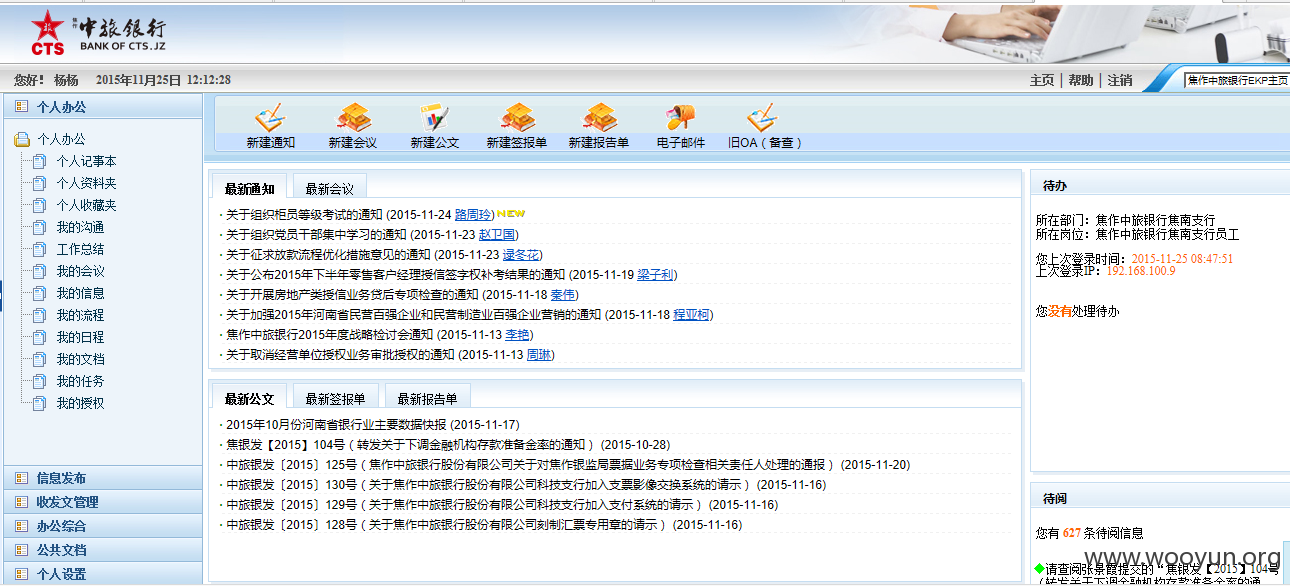 CTS
焦作
中旅银行
BANK OF CTS.JZ
您好! 杨杨 2015年11月25日 12:12:28
主页 | 帮助 | 注销
焦作中旅银行EKP主页
个人办公
个人办公
个人记事本
个人资料夹
个人收藏夹
我的沟通
工作总结
我的会议
我的信息
我的流程
我的日程
我的文档
我的任务
我的授权
信息发布
收发文管理
办公综合
公共文档
个人设置
新建通知 新建会议 新建公文 新建签报单 新建报告单 电子邮件 旧OA（备查）
最新通知 最新会议
· 关于组织柜员等级考试的通知 (2015-11-24 路周玲) NEW
· 关于组织党员干部集中学习的通知 (2015-11-23 赵卫国)
· 关于征求放款流程优化措施意见的通知 (2015-11-23 逯冬花)
· 关于公布2015年下半年零售客户经理授信签字权补考结果的通知 (2015-11-19 梁子利)
· 关于开展房地产类授信业务贷后专项检查的通知 (2015-11-18 秦伟)
· 关于加强2015年河南省民营百强企业和民营制造业百强企业营销的通知 (2015-11-18 程亚柯)
· 焦作中旅银行2015年度战略检讨会通知 (2015-11-13 李艳)
· 关于取消经营单位授权业务审批授权的通知 (2015-11-13 周琳)
最新公文 最新签报单 最新报告单
· 2015年10月份河南省银行业主要数据快报 (2015-11-17)
· 焦银发【2015】104号（转发关于下调金融机构存款准备金率的通知） (2015-10-28)
· 中旅银发〔2015〕125号（焦作中旅银行股份有限公司关于对焦作银监局票据业务专项检查相关责任人处理的通报） (2015-11-20)
· 中旅银发〔2015〕130号（关于焦作中旅银行股份有限公司科技支行加入支票影像交换系统的请示） (2015-11-16)
· 中旅银发〔2015〕129号（关于焦作中旅银行股份有限公司科技支行加入支付系统的请示） (2015-11-16)
· 中旅银发〔2015〕128号（关于焦作中旅银行股份有限公司刻制汇票专用章的请示） (2015-11-16)
待办
所在部门：焦作中旅银行焦南支行
所在岗位：焦作中旅银行焦南支行员工
您上次登录时间：2015-11-25 08:47:51
上次登录IP：192.168.100.9
您没有处理待办
待阅
您有 627 条待阅信息
请查阅张景霞提交的“焦银发【2015】104号
（转发关于下调金融机构存款准备金率的通
www.wooyun.org